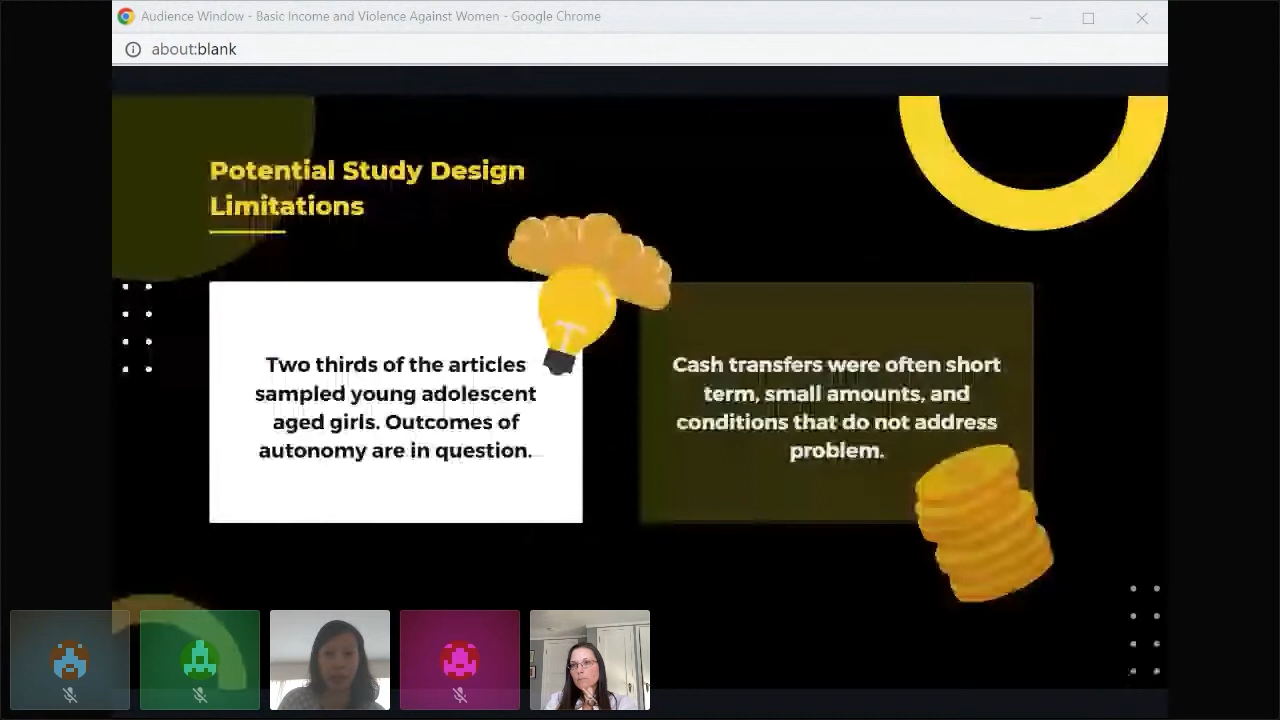 Audience Window - Basic Income and Violence Against Women - Google Chrome
about:blank
Potential Study Design
Limitations
Two thirds of the articles
sampled young adolescent
aged girls. Outcomes of
autonomy are in question.
Cash transfers were often short
term, small amounts, and
conditions that do not address
problem.